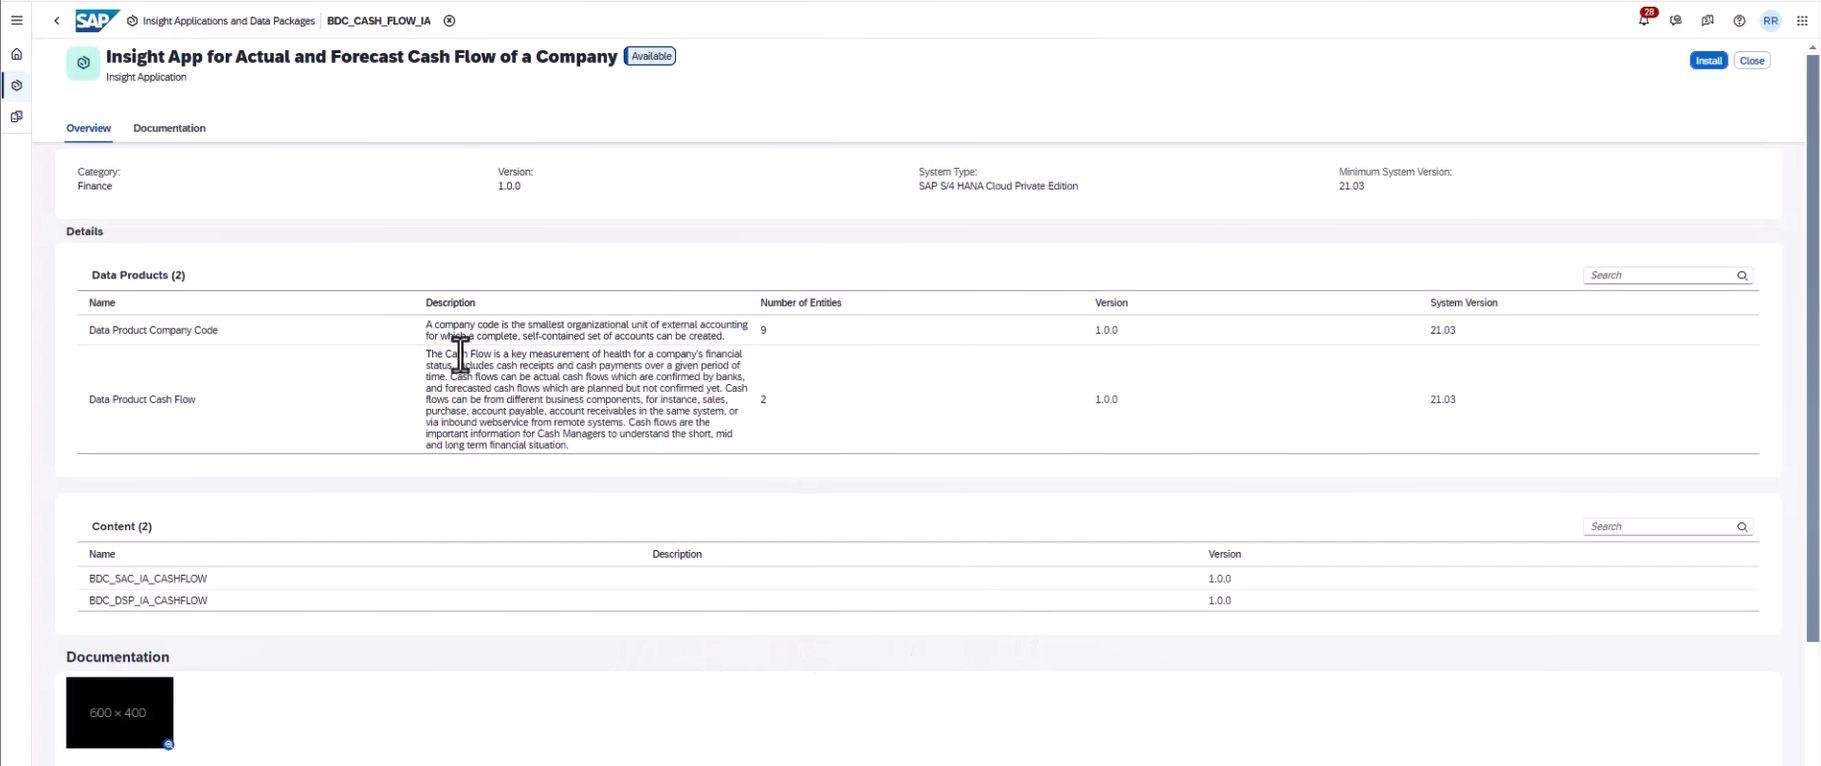 SAP Insight Applications and Data Packages BDC_CASH_FLOW_IA 28 RR
Insight App for Actual and Forecast Cash Flow of a Company Available
Install Close
Insight Application
Overview Documentation
Category: Version: System Type: Minimum System Version:
Finance 1.0.0 SAP S/4 HANA Cloud Private Edition 21.03
Details
Data Products (2) Search
Name Description Number of Entities Version System Version
A company code is the smallest organizational unit of external accounting
Data Product Company Code 9 1.0.0 21.03
for which a complete, self-contained set of accounts can be created.
The Cash Flow is a key measurement of health for a company's financial
status, includes cash receipts and cash payments over a given period of
time. Cash flows can be actual cash flows which are confirmed by banks,
and forecasted cash flows which are planned but not confirmed yet. Cash
Data Product Cash Flow flows can be from different business components, for instance, sales, 2 1.0.0 21.03
purchase, account payable, account receivables in the same system, or
via inbound webservice from remote systems. Cash flows are the
important information for Cash Managers to understand the short, mid
and long term financial situation.
Content (2) Search
Name Description Version
BDC_SAC_IA_CASHFLOW 1.0.0
BDC_DSP_IA_CASHFLOW 1.0.0
Documentation
600 × 400